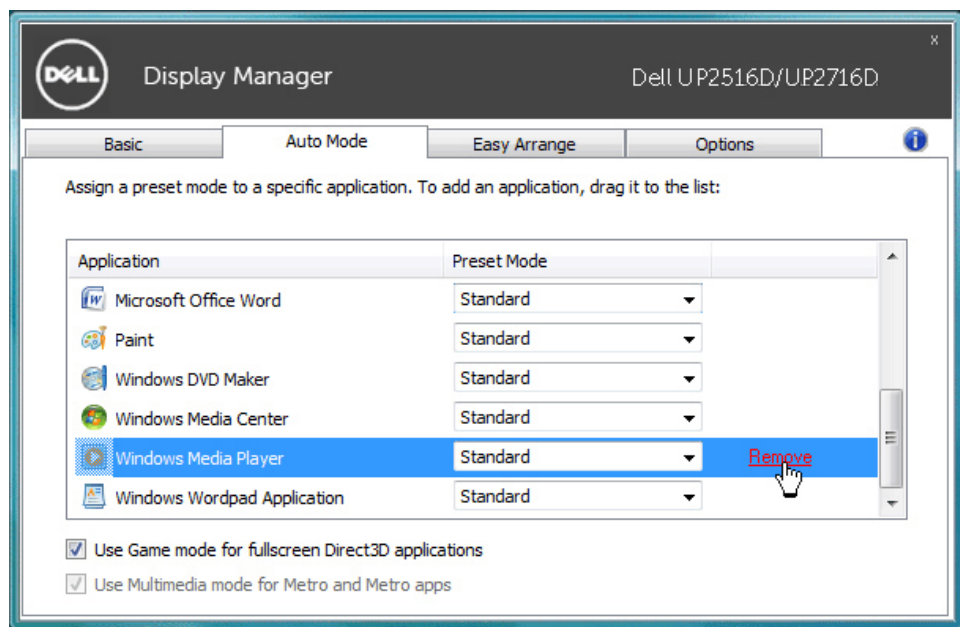 x
DELL Display Manager Dell UP2516D/UP2716D
Basic Auto Mode Easy Arrange Options i
Assign a preset mode to a specific application. To add an application, drag it to the list:
Application Preset Mode
Microsoft Office Word Standard
Paint Standard
Windows DVD Maker Standard
Windows Media Center Standard
Windows Media Player Standard Remove
Windows Wordpad Application Standard
Use Game mode for fullscreen Direct3D applications
Use Multimedia mode for Metro and Metro apps